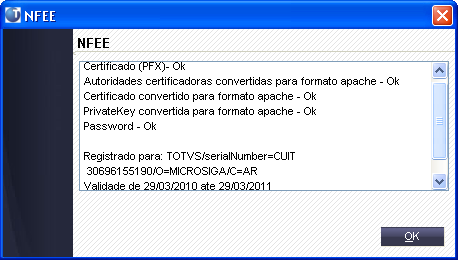 NFEE
NFEE
Certificado (PFX)- Ok
Autoridades certificadoras convertidas para formato apache - Ok
Certificado convertido para formato apache - Ok
PrivateKey convertida para formato apache - Ok
Password - Ok
Registrado para: TOTVS/serialNumber=CUIT
30696155190/O=MICROSIGA/C=AR
Validade de 29/03/2010 ate 29/03/2011
OK